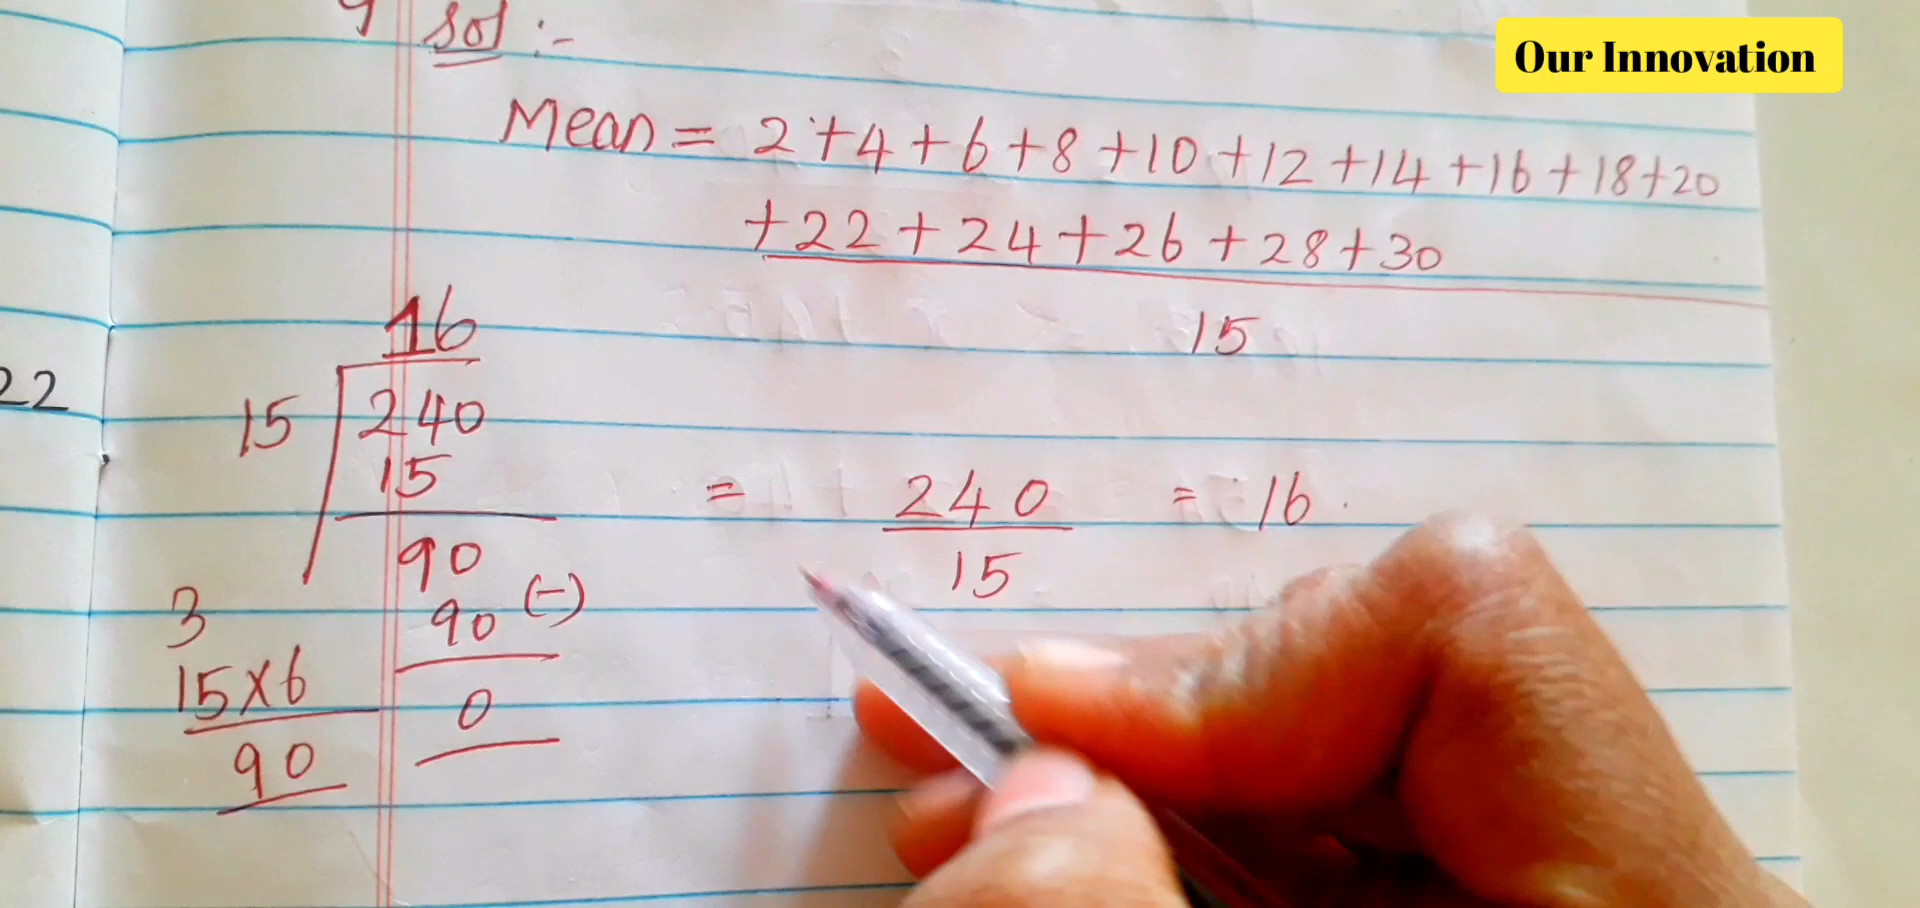 Our Innovation
Sol :-
Mean = 2+4+6+8+10+12+14+16+18+20
+22+24+26+28+30
15
16
15 240
15
90
90 (-)
0
= 240 = 16.
15
3
15x6
90
22